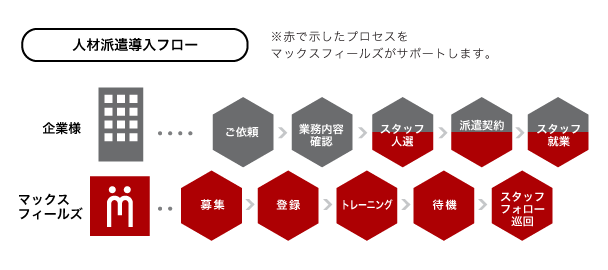 人材派遣導入フロー
※赤で示したプロセスを
マックスフィールズがサポートします。
企業様
ご依頼
業務内容
確認
スタッフ
人選
派遣契約
スタッフ
就業
マックス
フィールズ
募集
登録
トレーニング
待機
スタッフ
フォロー
巡回